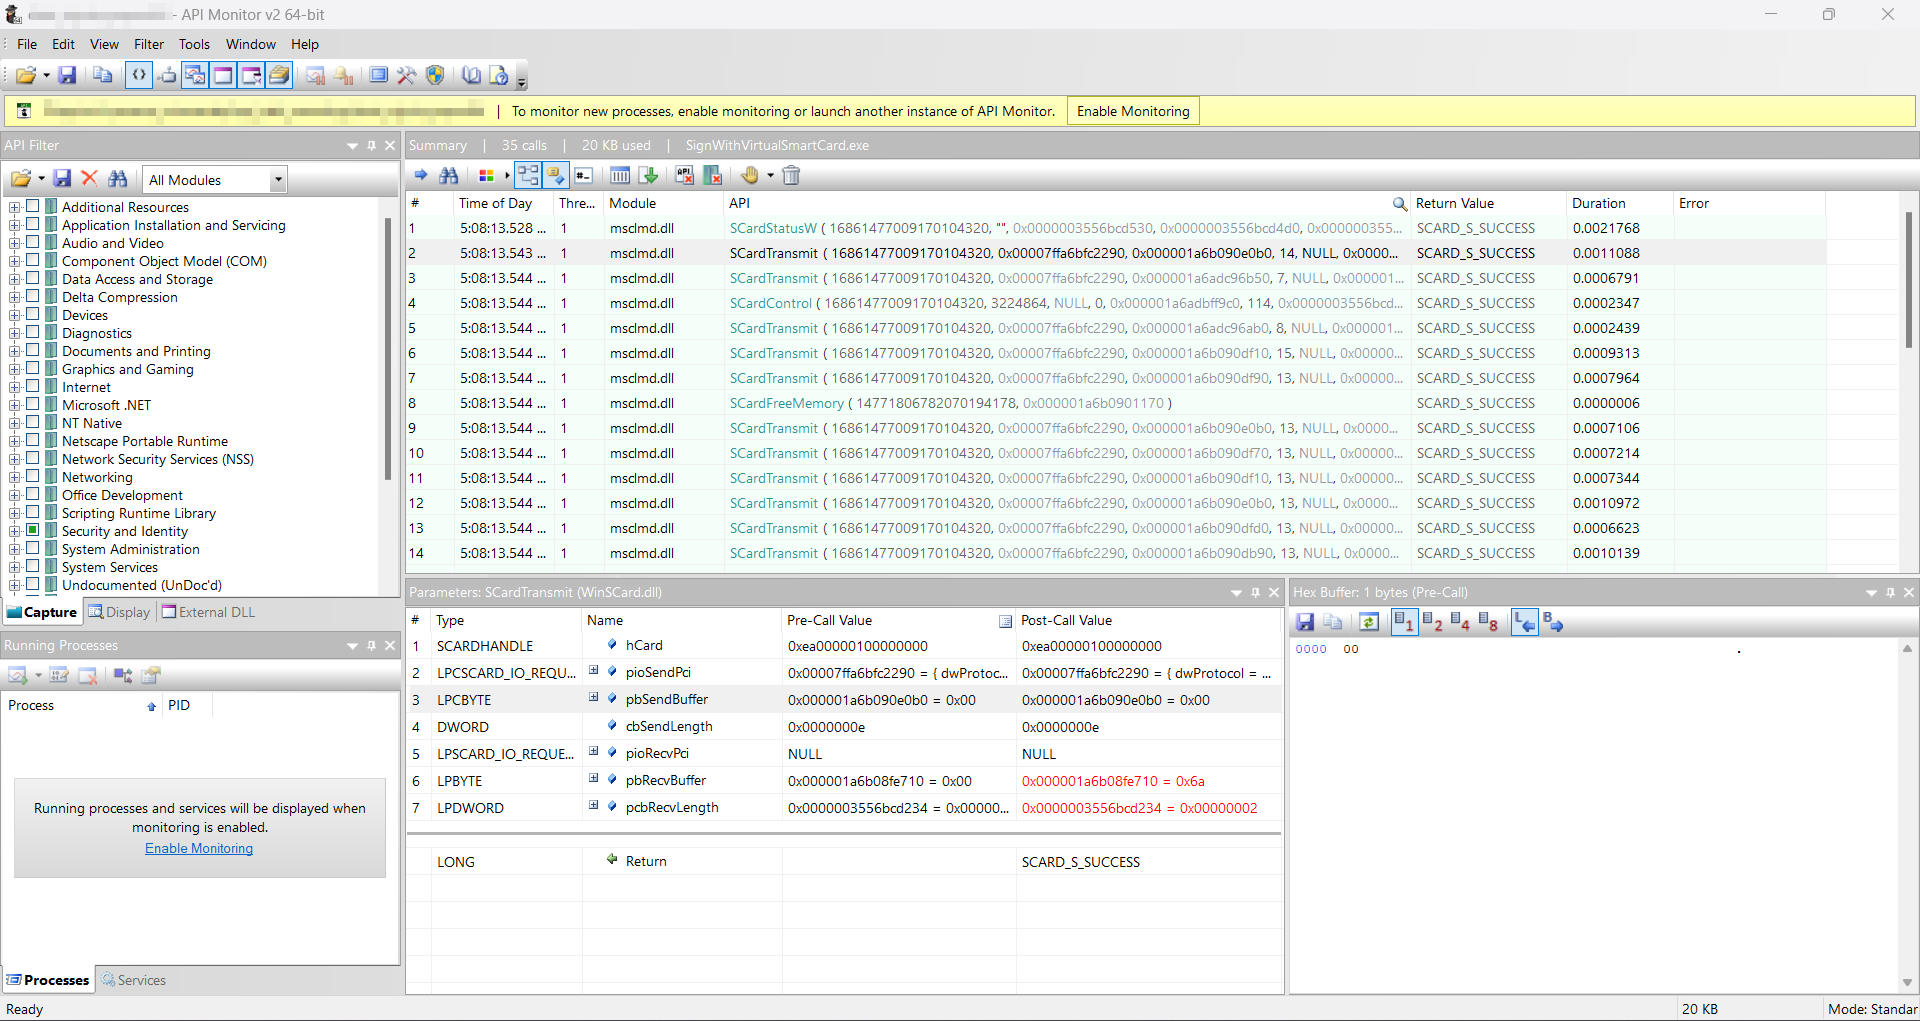 - API Monitor v2 64-bit
File Edit View Filter Tools Window Help
| To monitor new processes, enable monitoring or launch another instance of API Monitor. Enable Monitoring
API Filter
All Modules
Additional Resources
Application Installation and Servicing
Audio and Video
Component Object Model (COM)
Data Access and Storage
Delta Compression
Devices
Diagnostics
Documents and Printing
Graphics and Gaming
Internet
Microsoft .NET
NT Native
Netscape Portable Runtime
Network Security Services (NSS)
Networking
Office Development
Scripting Runtime Library
Security and Identity
System Administration
System Services
Undocumented (UnDoc'd)
Capture Display External DLL
Running Processes
Process PID
Running processes and services will be displayed when
monitoring is enabled.
Enable Monitoring
Processes Services
Summary | 35 calls | 20 KB used | SignWithVirtualSmartCard.exe
# Time of Day Thre... Module API Return Value Duration Error
1 5:08:13.528 ... 1 msclmd.dll SCardStatusW ( 16861477009170104320, "", 0x0000003556bcd530, 0x0000003556bcd4d0, 0x000000355... SCARD_S_SUCCESS 0.0021768
2 5:08:13.543 ... 1 msclmd.dll SCardTransmit ( 16861477009170104320, 0x00007ffa6bfc2290, 0x000001a6b090e0b0, 14, NULL, 0x0000... SCARD_S_SUCCESS 0.0011088
3 5:08:13.544 ... 1 msclmd.dll SCardTransmit ( 16861477009170104320, 0x00007ffa6bfc2290, 0x000001a6adc96b50, 7, NULL, 0x000001... SCARD_S_SUCCESS 0.0006791
4 5:08:13.544 ... 1 msclmd.dll SCardControl ( 16861477009170104320, 3224864, NULL, 0, 0x000001a6adbff9c0, 114, 0x0000003556bcd... SCARD_S_SUCCESS 0.0002347
5 5:08:13.544 ... 1 msclmd.dll SCardTransmit ( 16861477009170104320, 0x00007ffa6bfc2290, 0x000001a6adc96ab0, 8, NULL, 0x000001... SCARD_S_SUCCESS 0.0002439
6 5:08:13.544 ... 1 msclmd.dll SCardTransmit ( 16861477009170104320, 0x00007ffa6bfc2290, 0x000001a6b090df10, 15, NULL, 0x00000... SCARD_S_SUCCESS 0.0009313
7 5:08:13.544 ... 1 msclmd.dll SCardTransmit ( 16861477009170104320, 0x00007ffa6bfc2290, 0x000001a6b090df90, 13, NULL, 0x00000... SCARD_S_SUCCESS 0.0007964
8 5:08:13.544 ... 1 msclmd.dll SCardFreeMemory ( 14771806782070194178, 0x000001a6b0901170 ) SCARD_S_SUCCESS 0.0000006
9 5:08:13.544 ... 1 msclmd.dll SCardTransmit ( 16861477009170104320, 0x00007ffa6bfc2290, 0x000001a6b090e0b0, 13, NULL, 0x0000... SCARD_S_SUCCESS 0.0007106
10 5:08:13.544 ... 1 msclmd.dll SCardTransmit ( 16861477009170104320, 0x00007ffa6bfc2290, 0x000001a6b090df70, 13, NULL, 0x00000... SCARD_S_SUCCESS 0.0007214
11 5:08:13.544 ... 1 msclmd.dll SCardTransmit ( 16861477009170104320, 0x00007ffa6bfc2290, 0x000001a6b090df10, 13, NULL, 0x00000... SCARD_S_SUCCESS 0.0007344
12 5:08:13.544 ... 1 msclmd.dll SCardTransmit ( 16861477009170104320, 0x00007ffa6bfc2290, 0x000001a6b090e0b0, 13, NULL, 0x0000... SCARD_S_SUCCESS 0.0010972
13 5:08:13.544 ... 1 msclmd.dll SCardTransmit ( 16861477009170104320, 0x00007ffa6bfc2290, 0x000001a6b090dfd0, 13, NULL, 0x00000... SCARD_S_SUCCESS 0.0006623
14 5:08:13.544 ... 1 msclmd.dll SCardTransmit ( 16861477009170104320, 0x00007ffa6bfc2290, 0x000001a6b090db90, 13, NULL, 0x0000... SCARD_S_SUCCESS 0.0010139
Parameters: SCardTransmit (WinSCard.dll)
# Type Name Pre-Call Value Post-Call Value
1 SCARDHANDLE hCard 0xea00000100000000 0xea00000100000000
2 LPCSCARD_IO_REQU... pioSendPci 0x00007ffa6bfc2290 = { dwProtoc... 0x00007ffa6bfc2290 = { dwProtocol = ...
3 LPCBYTE pbSendBuffer 0x000001a6b090e0b0 = 0x00 0x000001a6b090e0b0 = 0x00
4 DWORD cbSendLength 0x0000000e 0x0000000e
5 LPSCARD_IO_REQUE... pioRecvPci NULL NULL
6 LPBYTE pbRecvBuffer 0x000001a6b08fe710 = 0x00 0x000001a6b08fe710 = 0x6a
7 LPDWORD pcbRecvLength 0x0000003556bcd234 = 0x00000... 0x0000003556bcd234 = 0x00000002
LONG Return SCARD_S_SUCCESS
Hex Buffer: 1 bytes (Pre-Call)
1 2 4 8 L B
0000 00 .
Ready 20 KB Mode: Standar